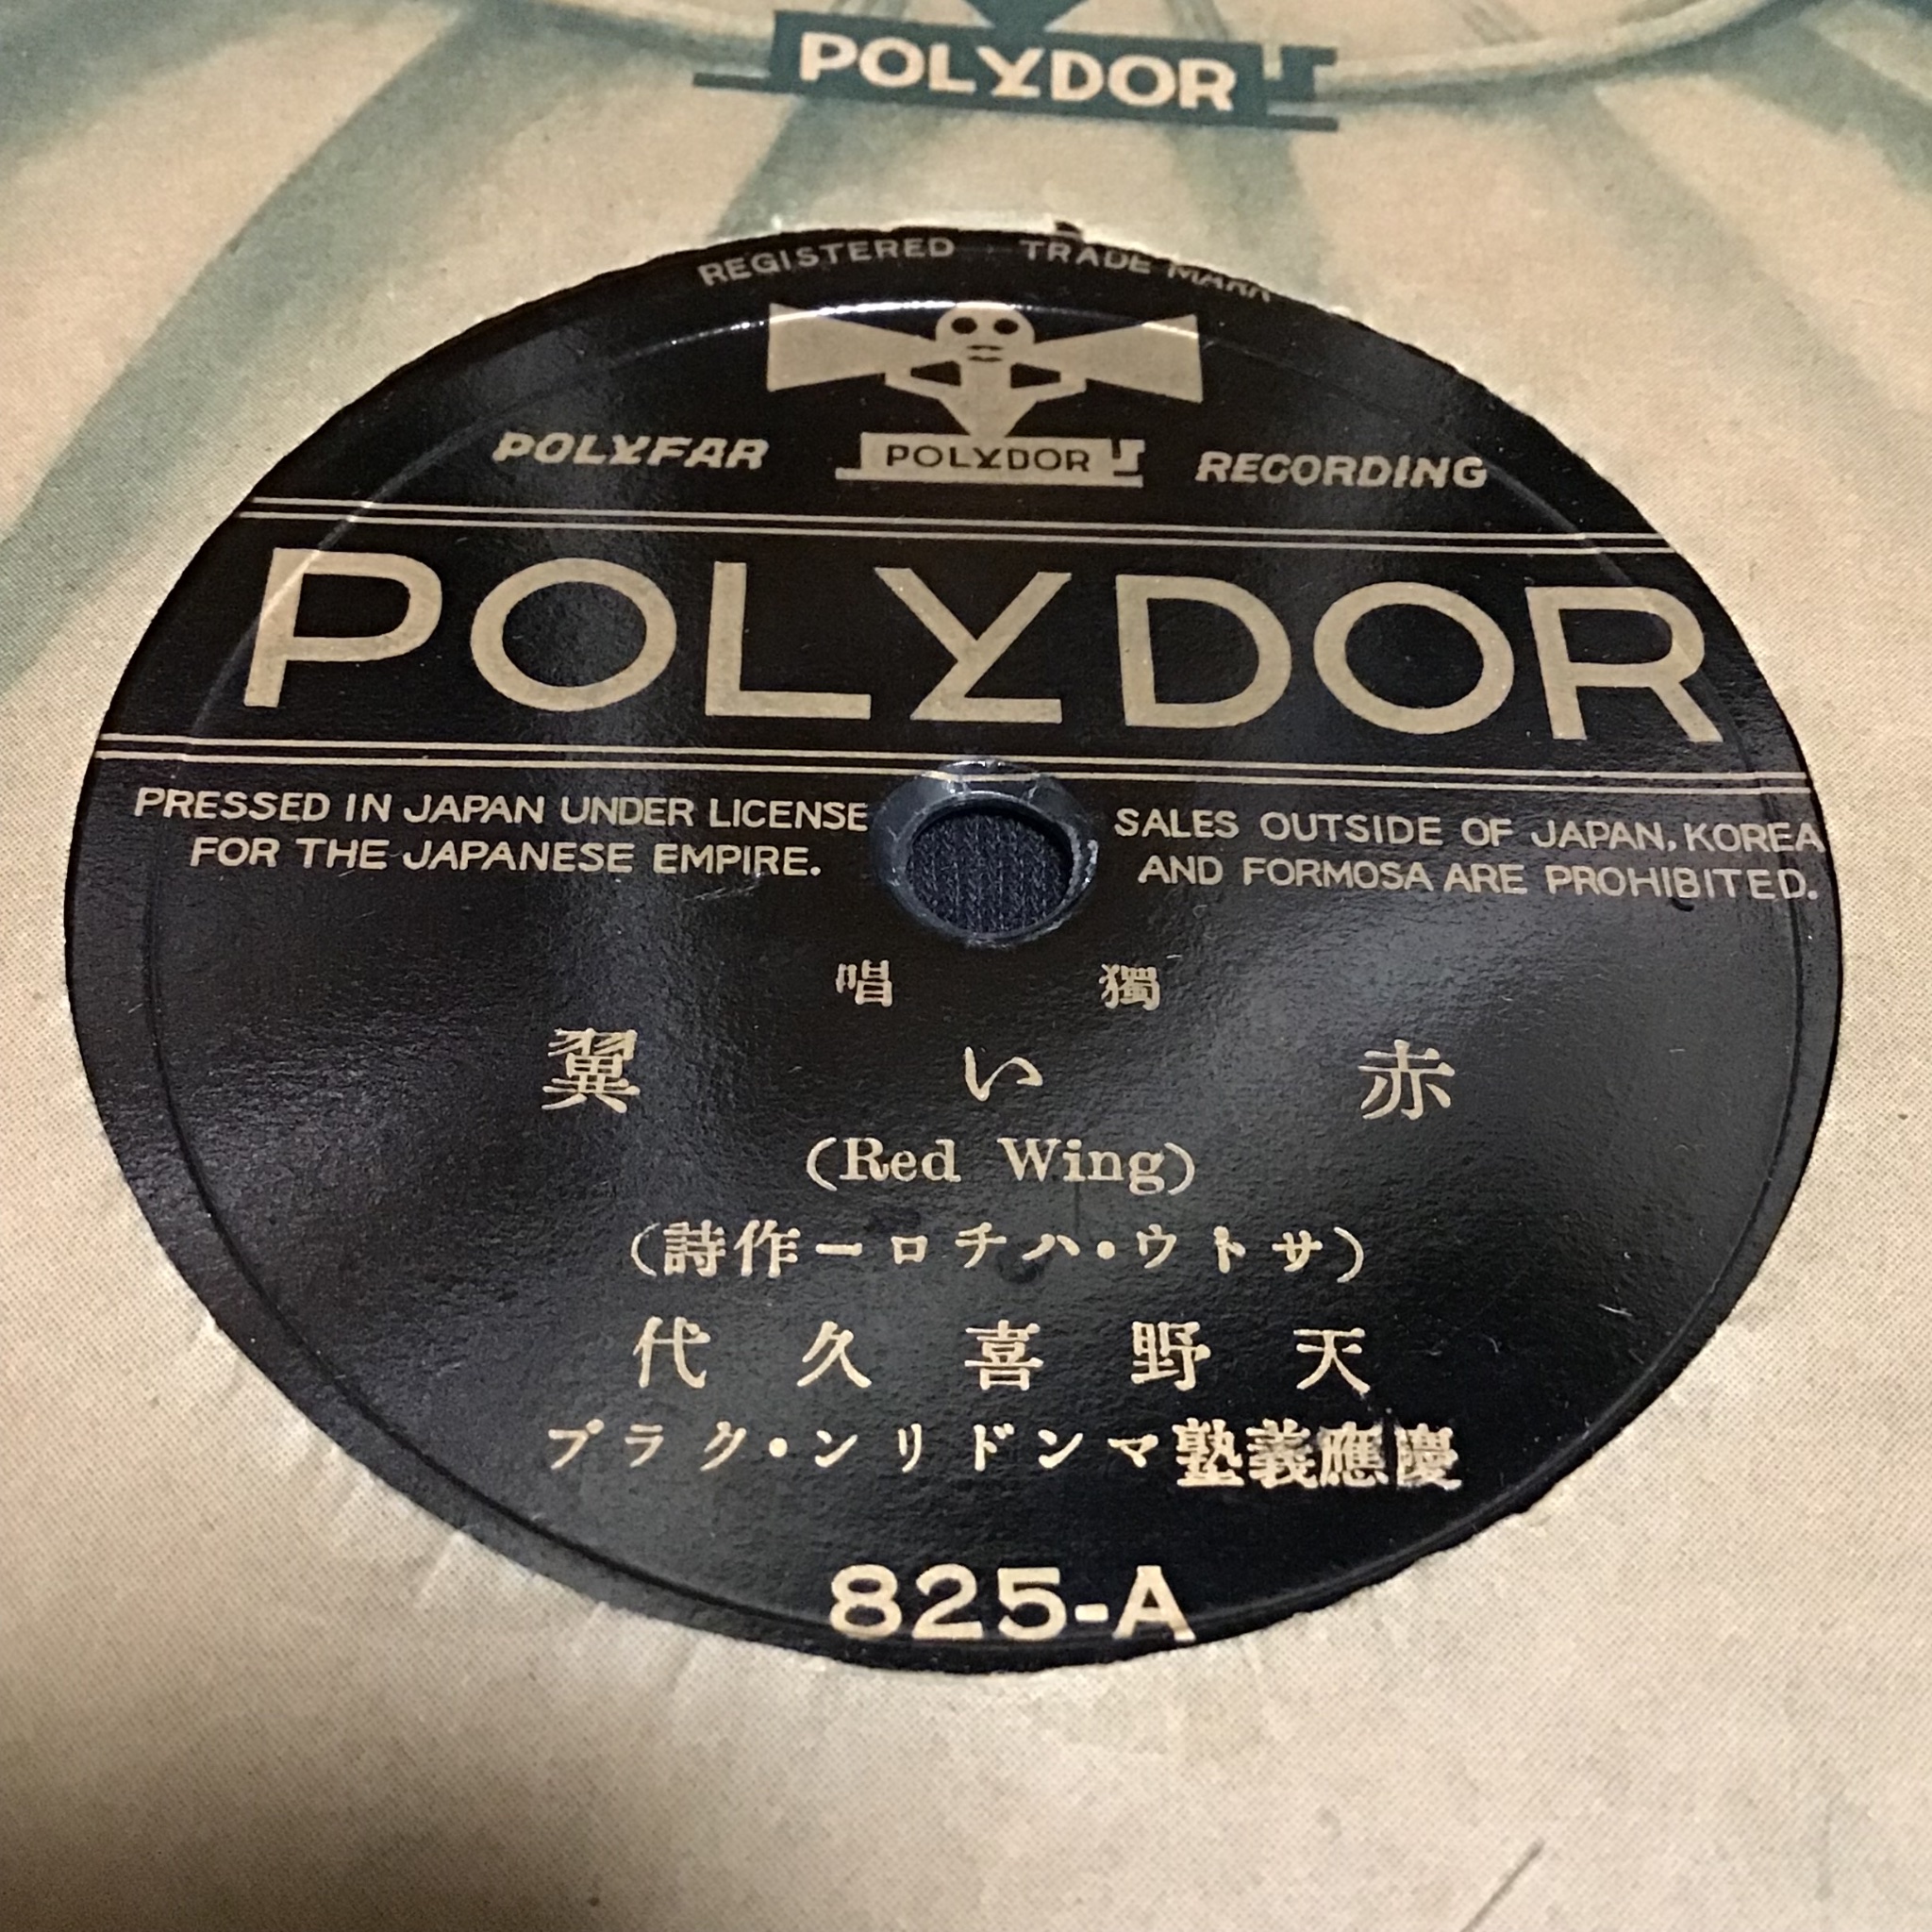 POLYDOR
REGISTERED TRADE MARK
POLYFAR
POLYDOR
RECORDING
POLYDOR
PRESSED IN JAPAN UNDER LICENSE
FOR THE JAPANESE EMPIRE.
SALES OUTSIDE OF JAPAN, KOREA
AND FORMOSA ARE PROHIBITED.
獨唱
赤い翼
(Red Wing)
(サトウ・ハチロー作詩)
天野喜久代
慶應義塾マンドリン・クラブ
825-A